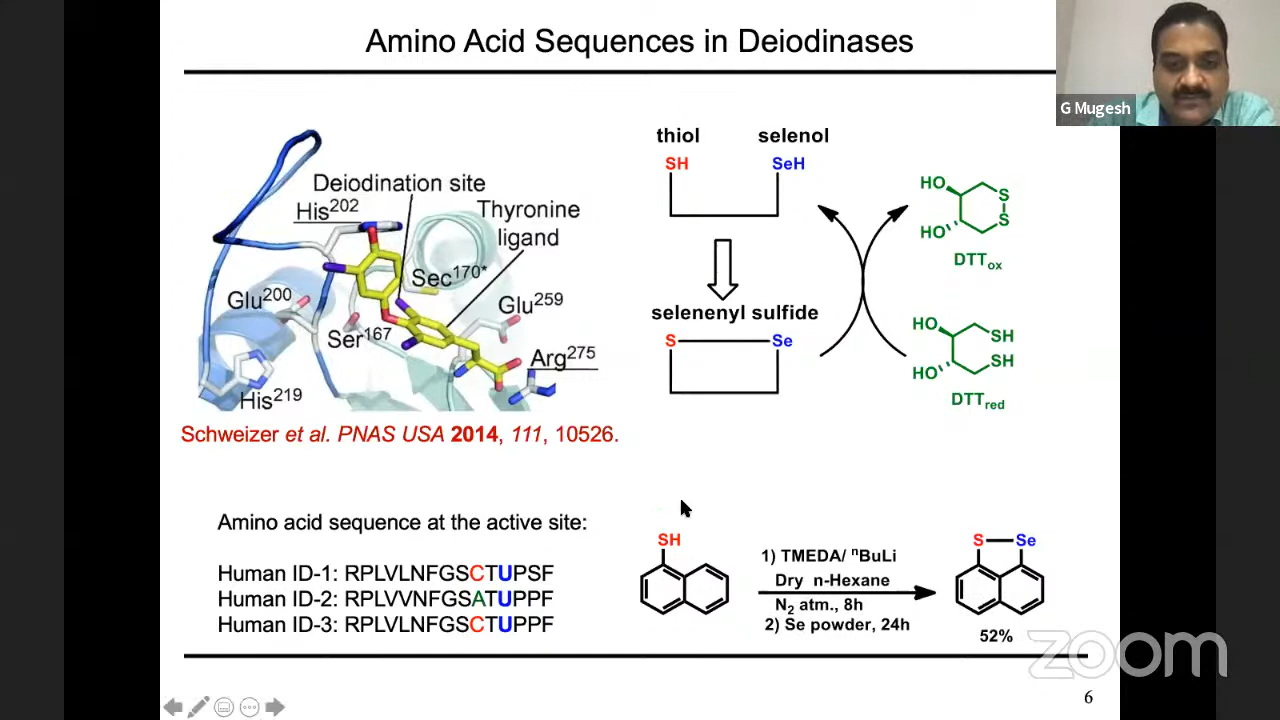 Amino Acid Sequences in Deiodinases
G Mugesh
Deiodination site
His202
Thyronine
ligand
Sec170*
Glu200
Ser167
Glu259
Arg275
His219
Schweizer et al. PNAS USA 2014, 111, 10526.
thiol
selenol
SH
SeH
selenenyl sulfide
S
Se
HO
S
S
HO
DTTox
HO
SH
SH
HO
DTTred
Amino acid sequence at the active site:
Human ID-1: RPLVLNFGSCTUPSF
Human ID-2: RPLVVNFGSATUPPF
Human ID-3: RPLVLNFGSCTUPPF
SH
1) TMEDA/ nBuLi
Dry n-Hexane
N2 atm., 8h
2) Se powder, 24h
S
Se
52%
zoom
6